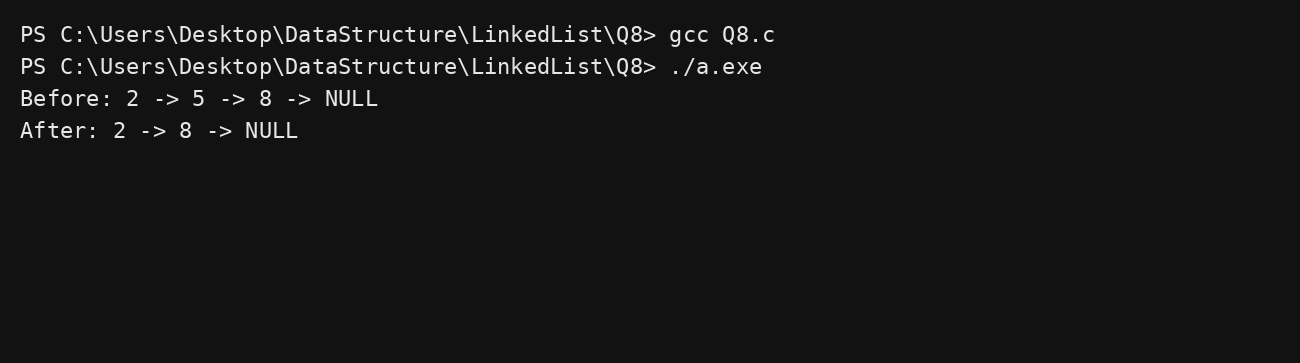 PS C:\Users\Desktop\DataStructure\LinkedList\Q8> gcc Q8.c
PS C:\Users\Desktop\DataStructure\LinkedList\Q8> ./a.exe
Before: 2 -> 5 -> 8 -> NULL
After: 2 -> 8 -> NULL